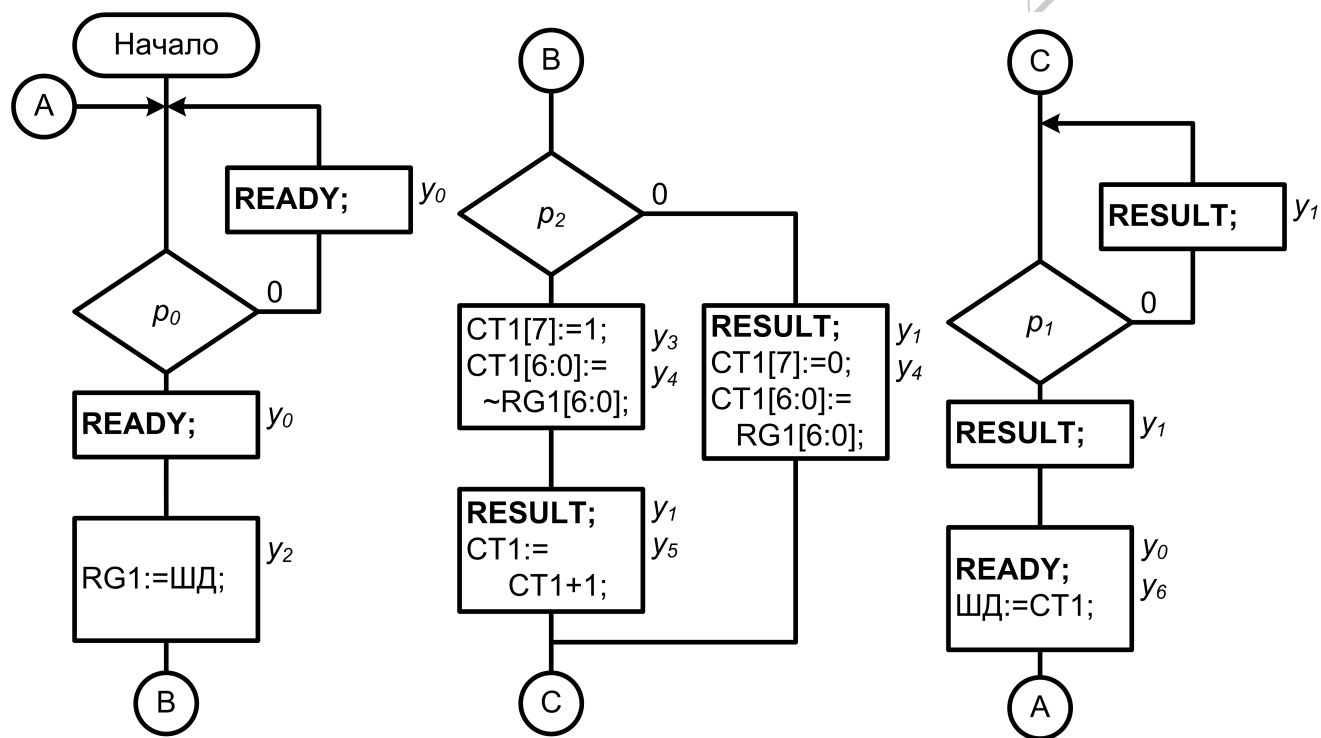 Начало
A
READY;
y0
0
p0
READY;
y0
RG1:=ШД;
y2
B
B
p2
0
CT1[7]:=1;
CT1[6:0]:=
~RG1[6:0];
y3
y4
RESULT;
CT1[7]:=0;
CT1[6:0]:=
RG1[6:0];
y1
y4
RESULT;
CT1:=
CT1+1;
y1
y5
C
C
RESULT;
y1
0
p1
RESULT;
y1
READY;
ШД:=CT1;
y0
y6
A